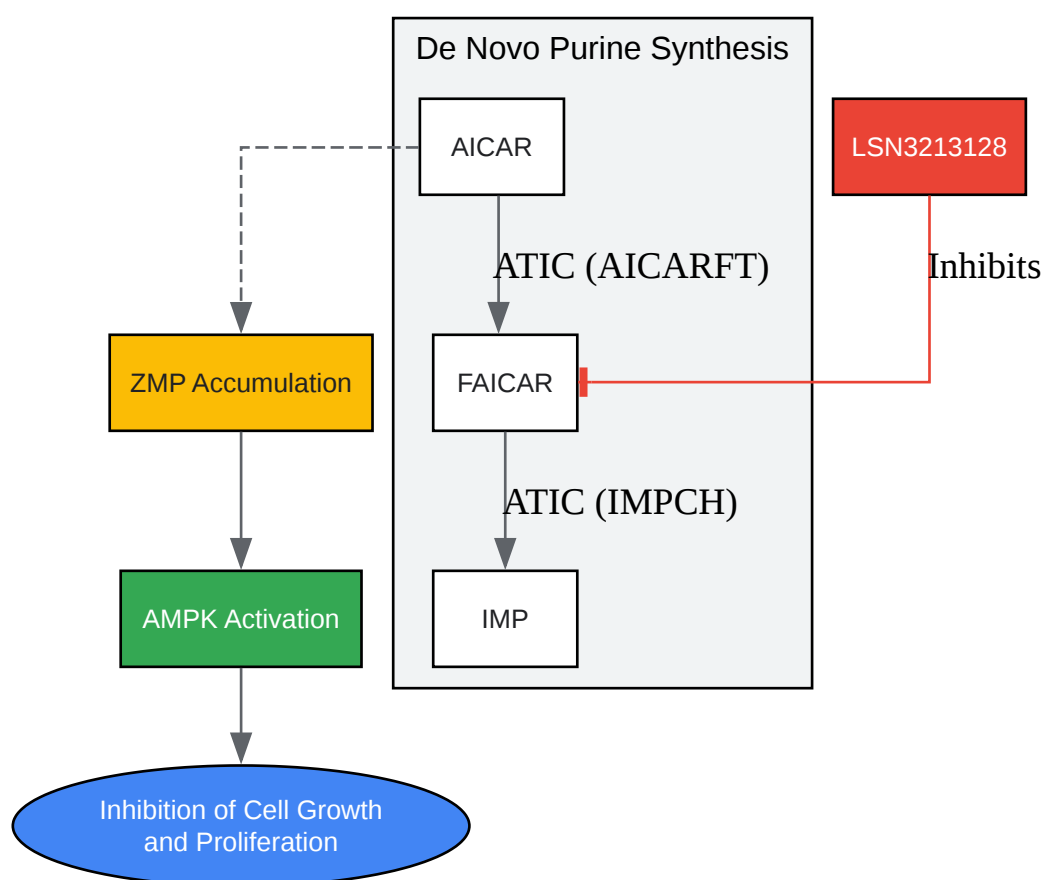 De Novo Purine Synthesis
AICAR
LSN3213128
ATIC (AICARFT)
Inhibits
ZMP Accumulation
FAICAR
ATIC (IMPCH)
AMPK Activation
IMP
Inhibition of Cell Growth
and Proliferation